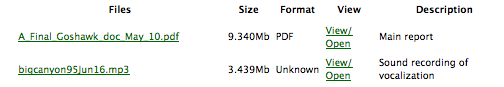 Files Size Format View Description
A_Final_Goshawk_doc_May_10.pdf 9.340Mb PDF View/ Main report
Open
bigcanyon95Jun16.mp3 3.439Mb Unknown View/ Sound recording of
Open vocalization